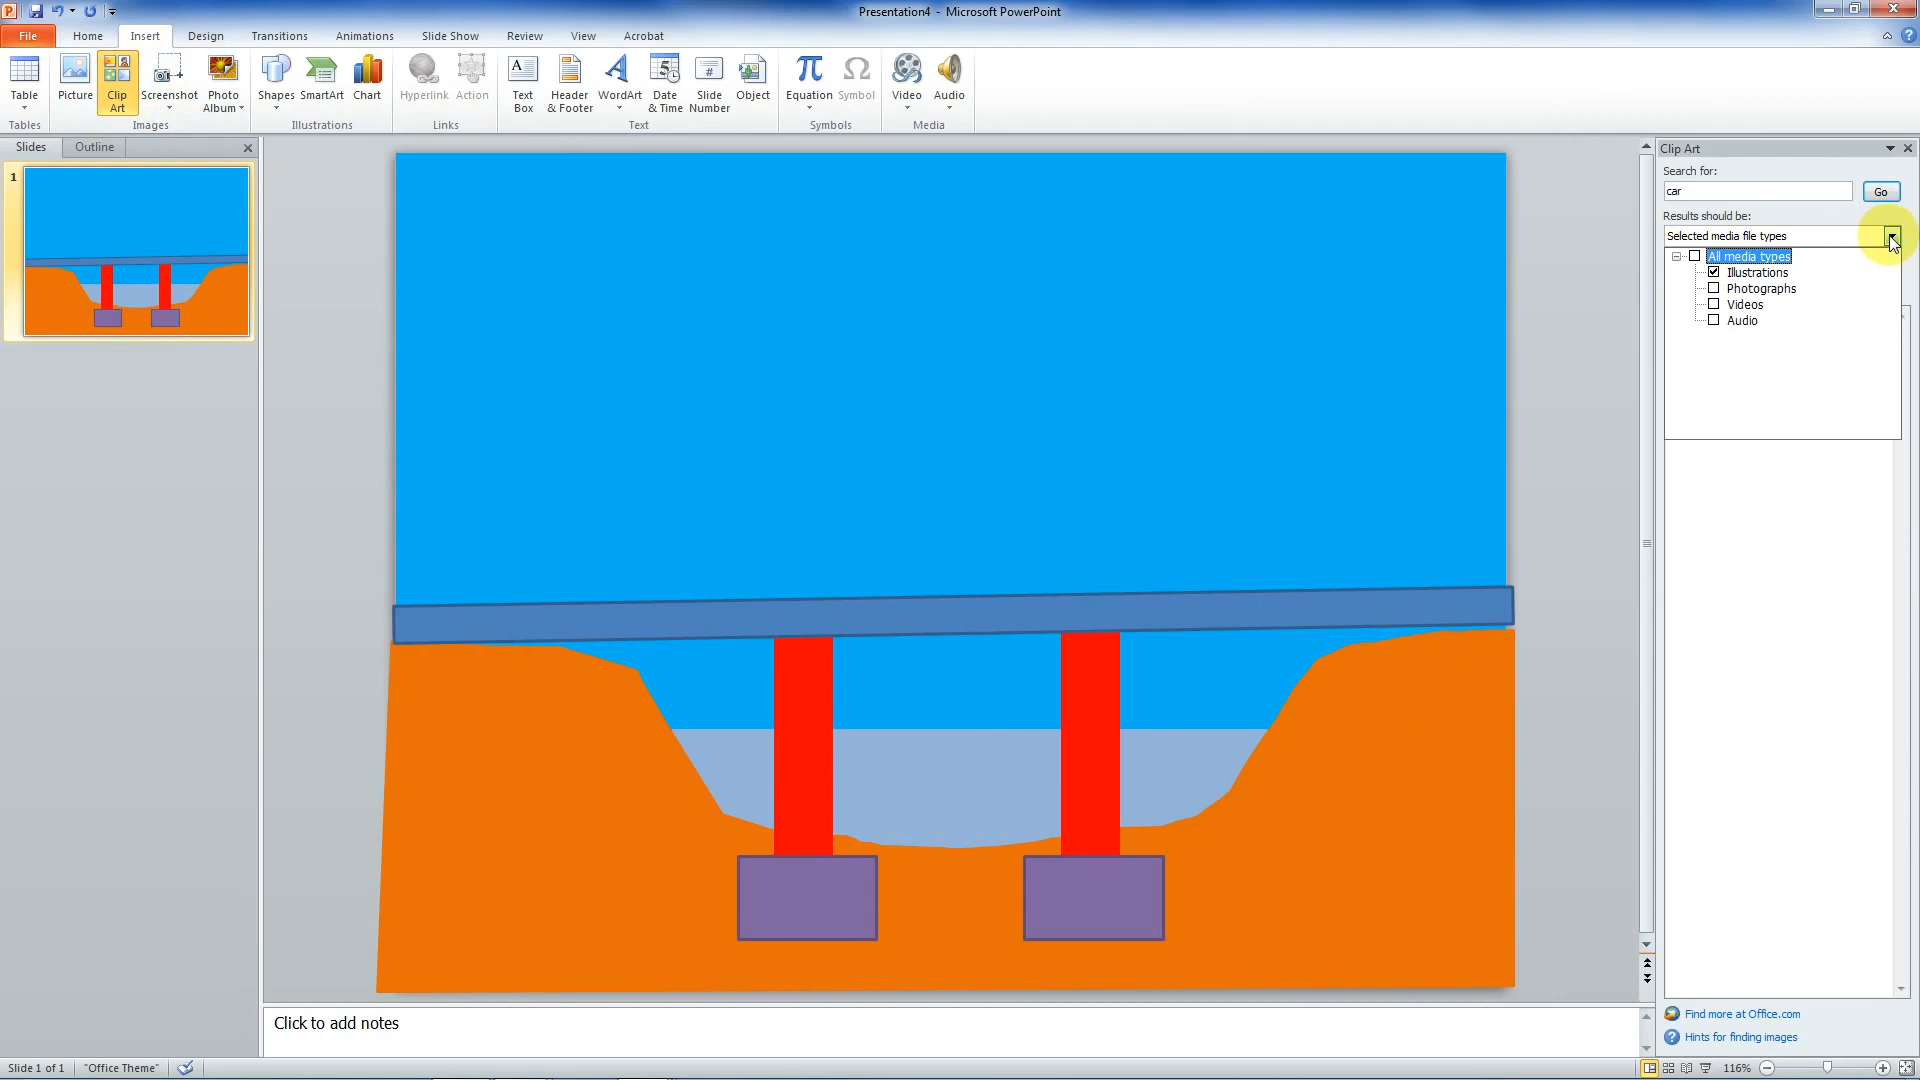 Presentation4 - Microsoft PowerPoint
File Home Insert Design Transitions Animations Slide Show Review View Acrobat
Table Picture Clip Art Screenshot Photo Album Shapes SmartArt Chart Hyperlink Action Text Box Header & Footer WordArt Date & Time Slide Number Object Equation Symbol Video Audio
Tables Images Illustrations Links Text Symbols Media
Slides Outline
1
Clip Art
Search for:
car Go
Results should be:
Selected media file types
All media types
Illustrations
Photographs
Videos
Audio
Find more at Office.com
Hints for finding images
Click to add notes
Slide 1 of 1 "Office Theme" 116%